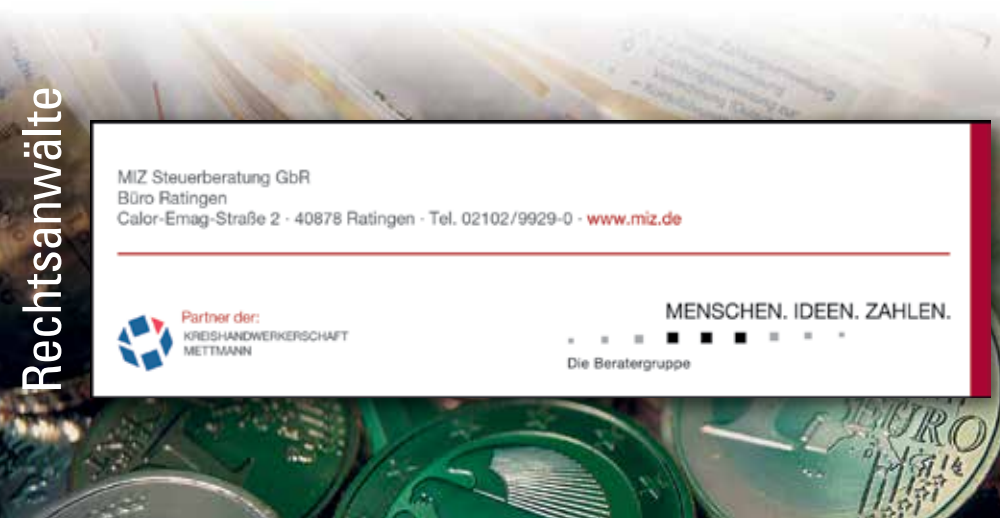 Rechtsanwälte
MIZ Steuerberatung GbR
Büro Ratingen
Calor-Emag-Straße 2 · 40878 Ratingen · Tel. 02102/9929-0 · www.miz.de
Partner der:
KREISHANDWERKERSCHAFT
METTMANN
MENSCHEN. IDEEN. ZAHLEN.
Die Beratergruppe
EURO